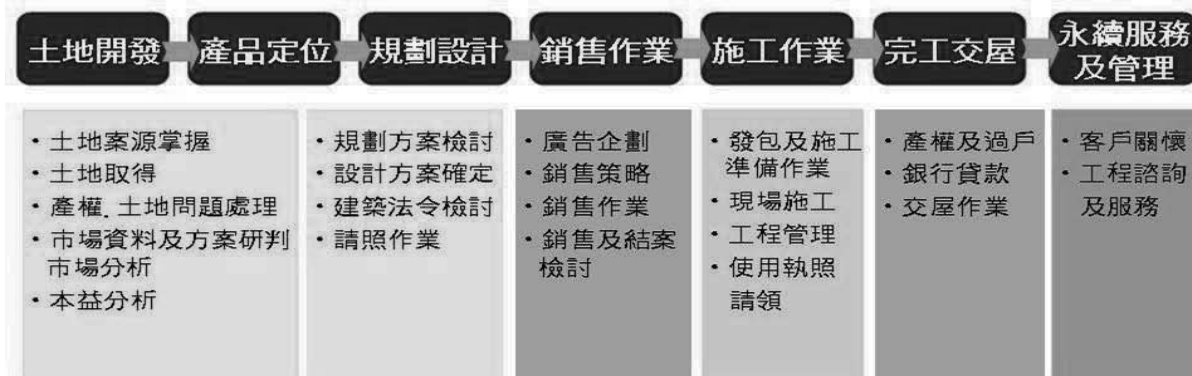 土地開發
產品定位
規劃設計
銷售作業
施工作業
完工交屋
永續服務
及管理
• 土地案源掌握
• 土地取得
• 產權. 土地問題處理
• 市場資料及方案研判
市場分析
• 本益分析
• 規劃方案檢討
• 設計方案確定
• 建築法令檢討
• 請照作業
• 廣告企劃
• 銷售策略
• 銷售作業
• 銷售及結案
檢討
• 發包及施工
準備作業
• 現場施工
• 工程管理
• 使用執照
請領
• 產權及過戶
• 銀行貸款
• 交屋作業
• 客戶關懷
• 工程諮詢
及服務